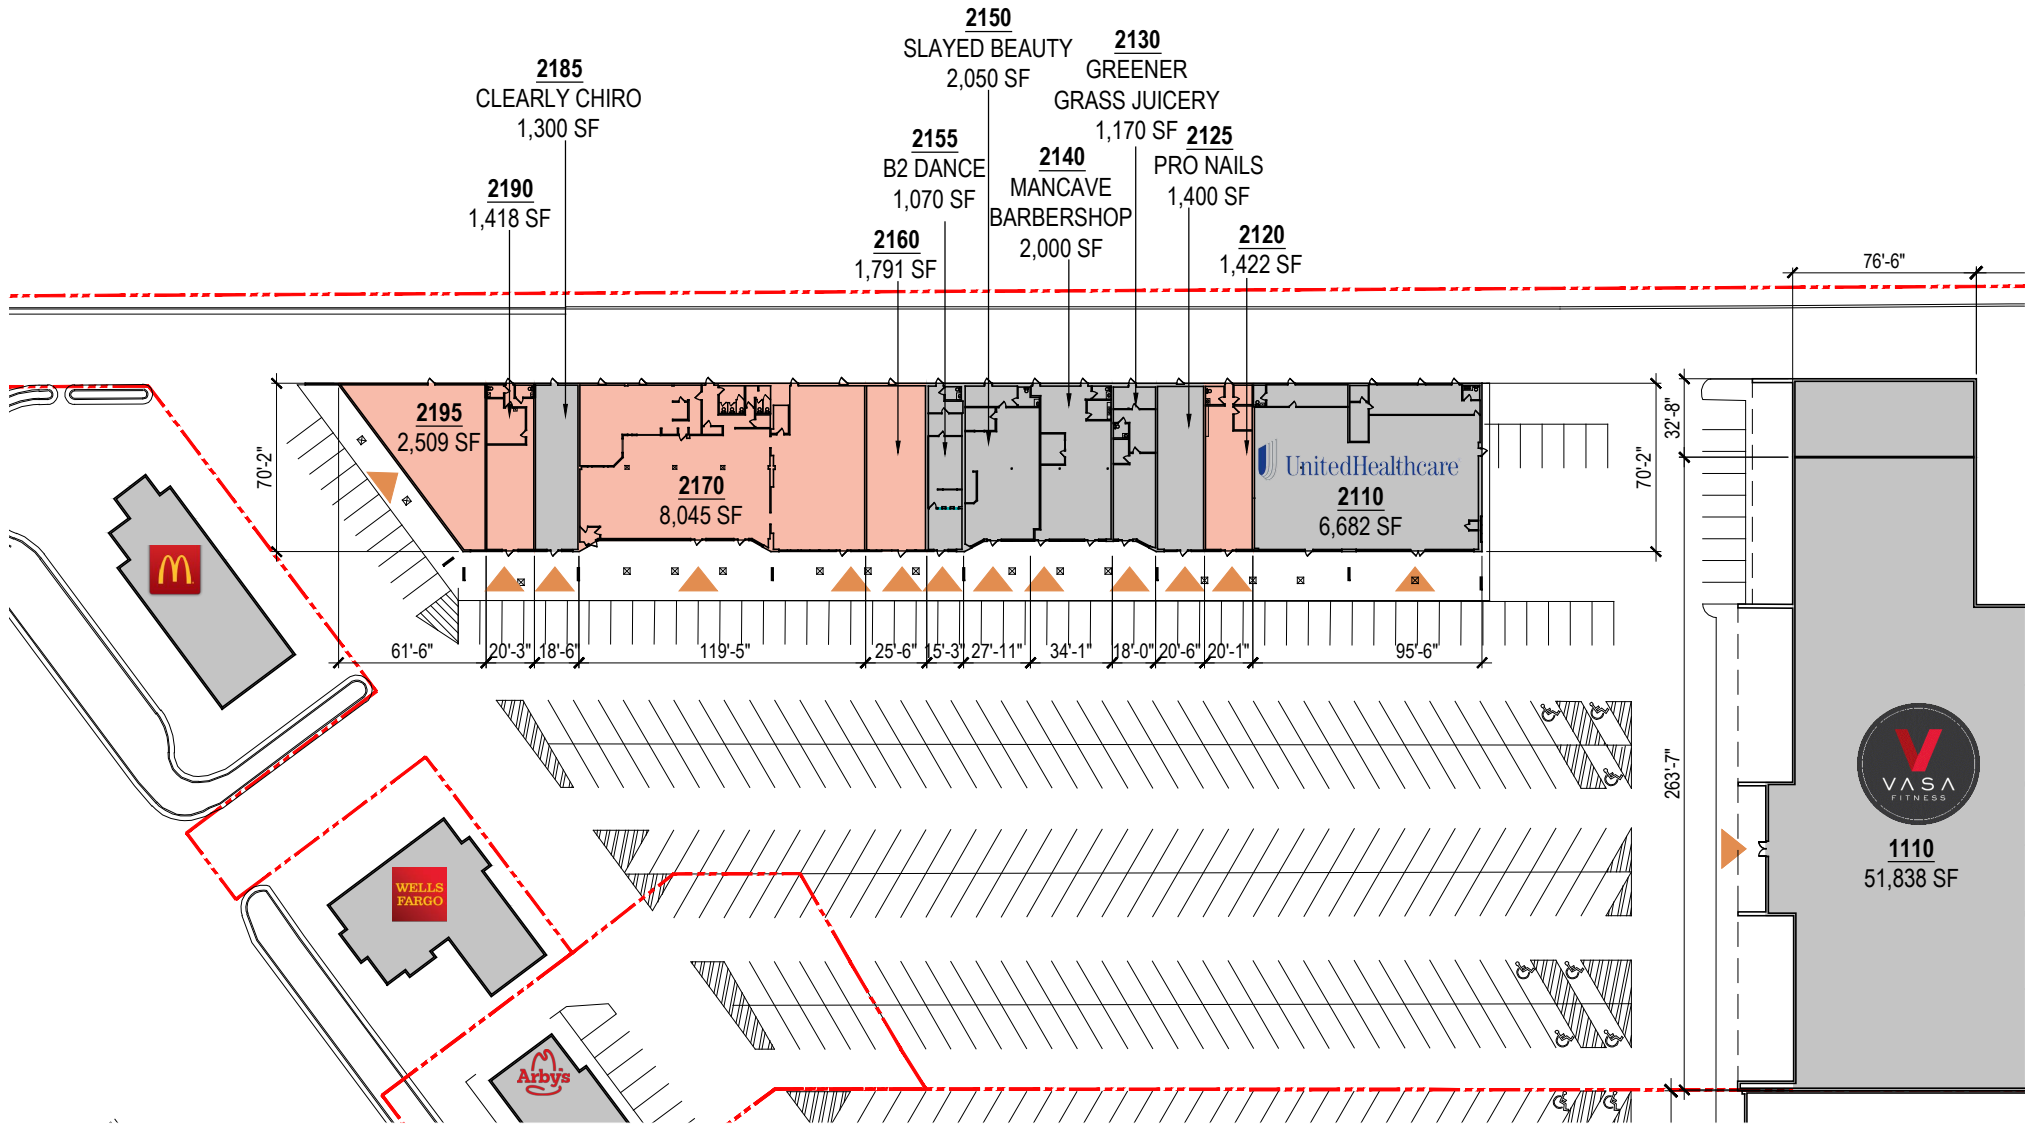 2150
SLAYED BEAUTY
2,050 SF
2130
GREENER
GRASS JUICERY
1,170 SF
2185
CLEARLY CHIRO
1,300 SF
2155
B2 DANCE
1,070 SF
2125
PRO NAILS
1,400 SF
2140
MANCAVE
BARBERSHOP
2,000 SF
2190
1,418 SF
2160
1,791 SF
2120
1,422 SF
76'-6"
70'-2"
2195
2,509 SF
2170
8,045 SF
UnitedHealthcare
2110
6,682 SF
70'-2"
32'-8"
61'-6"
20'-3"
18'-6"
119'-5"
25'-6"
15'-3"
27'-11"
34'-1"
18'-0"
20'-6"
20'-1"
95'-6"
263'-7"
VASA
FITNESS
1110
51,838 SF
WELLS
FARGO
Arby's